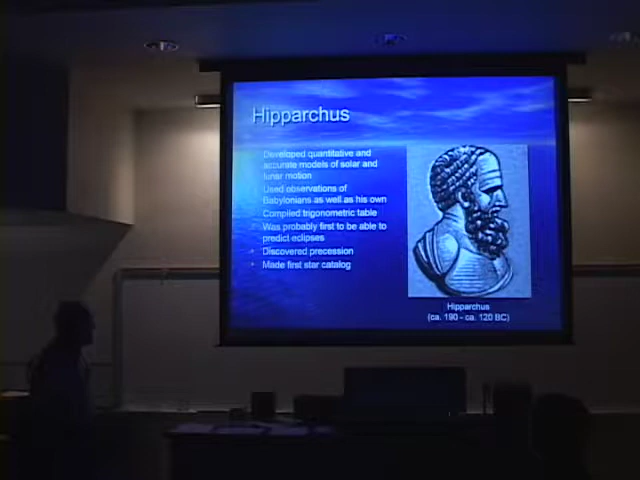 Hipparchus
Developed quantitative and
accurate models of solar and
lunar motion
Used observations of
Babylonians as well as his own
Compiled trigonometric table
Was probably first to be able to
predict eclipses
• Discovered precession
• Made first star catalog
Hipparchus
(ca. 190 - ca. 120 BC)